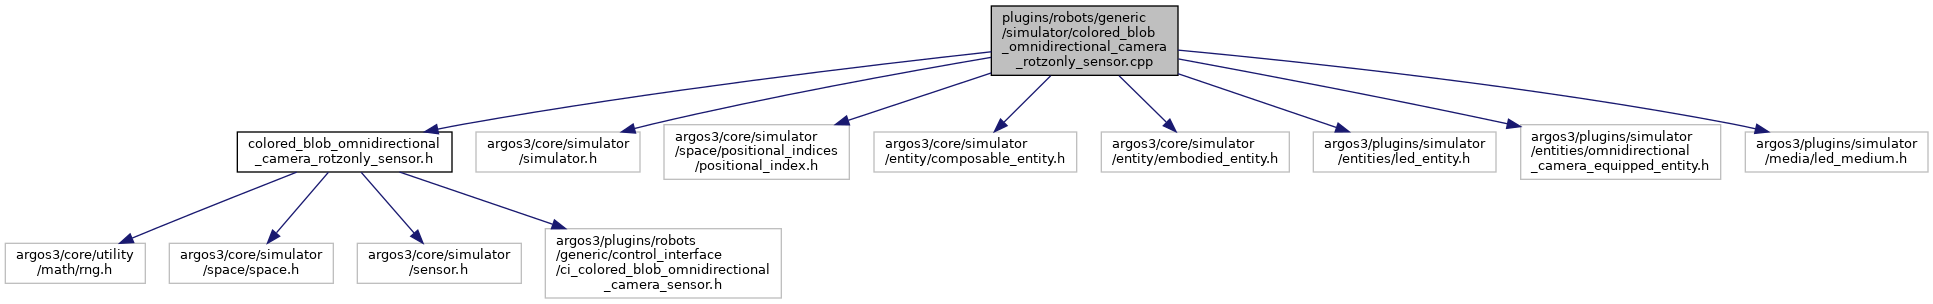 plugins/robots/generic
/simulator/colored_blob
_omnidirectional_camera
_rotzonly_sensor.cpp
colored_blob_omnidirectional
_camera_rotzonly_sensor.h
argos3/core/simulator
/simulator.h
argos3/core/simulator
/space/positional_indices
/positional_index.h
argos3/core/simulator
/entity/composable_entity.h
argos3/core/simulator
/entity/embodied_entity.h
argos3/plugins/simulator
/entities/led_entity.h
argos3/plugins/simulator
/entities/omnidirectional
_camera_equipped_entity.h
argos3/plugins/simulator
/media/led_medium.h
argos3/core/utility
/math/rng.h
argos3/core/simulator
/space/space.h
argos3/core/simulator
/sensor.h
argos3/plugins/robots
/generic/control_interface
/ci_colored_blob_omnidirectional
_camera_sensor.h